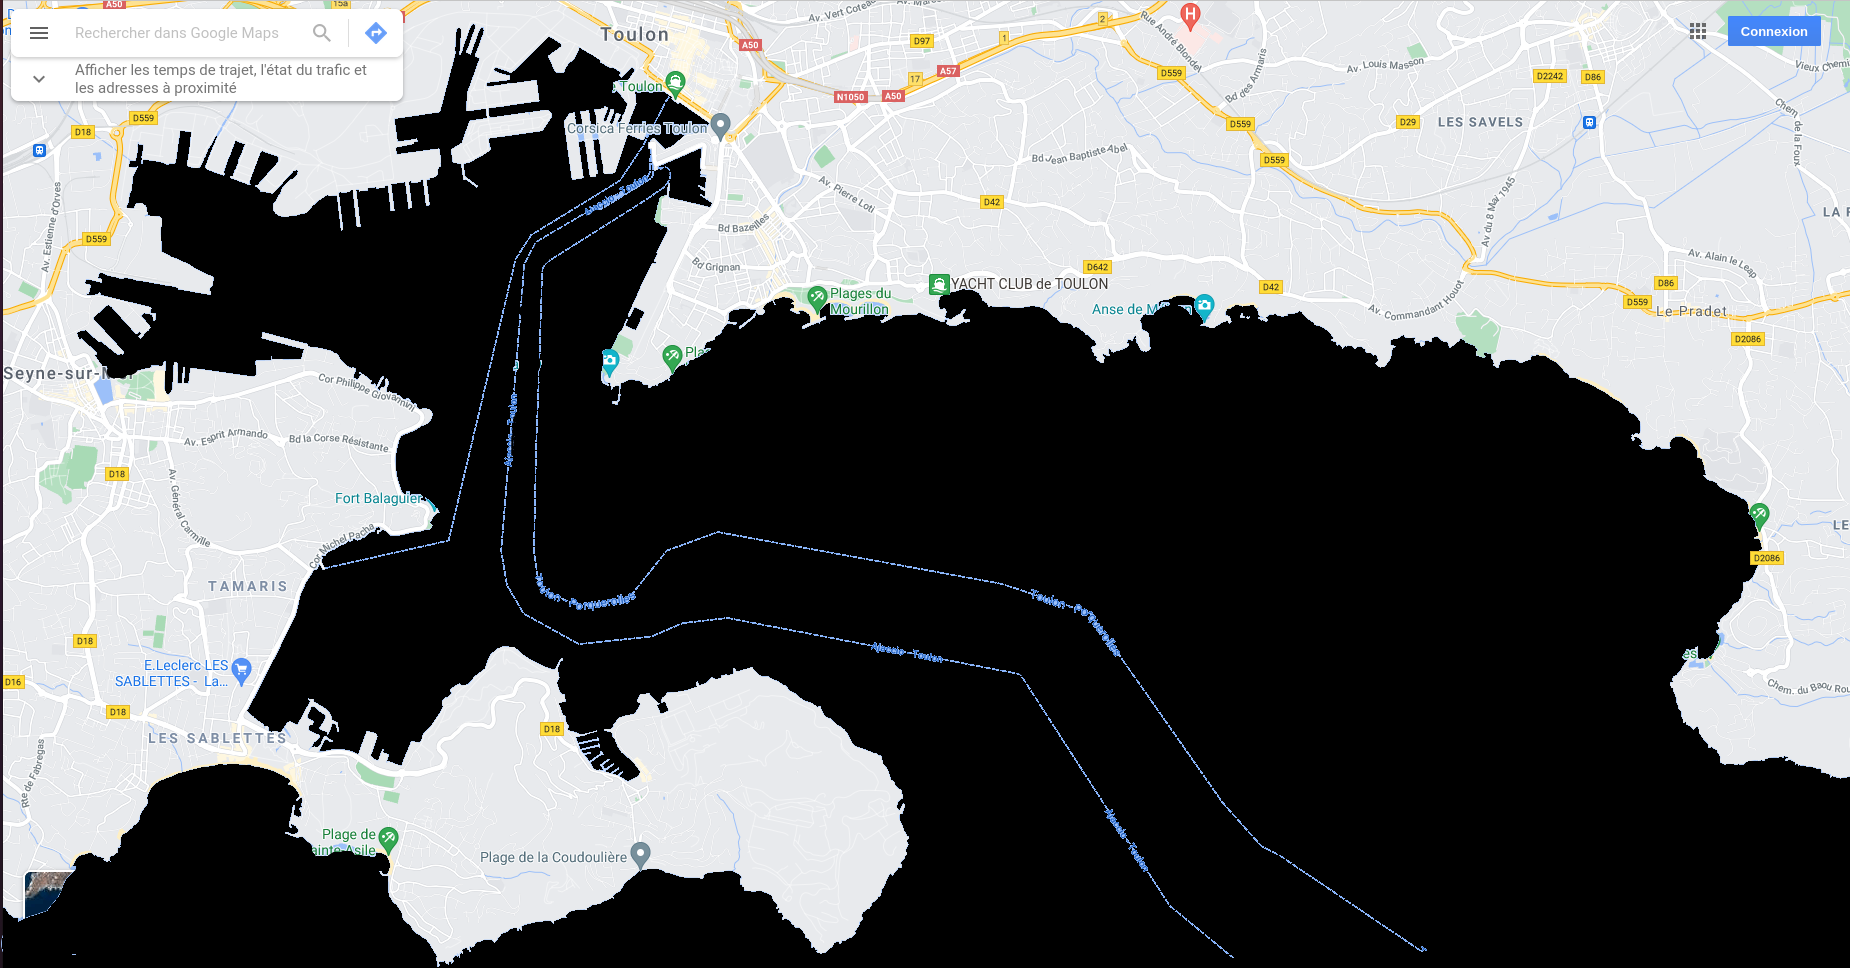 A50
15a
Rechercher dans Google Maps
Afficher les temps de trajet, l'état du trafic et
les adresses à proximité
Toulon
Av. Vert Coteau
D97
1
2
H
Rue André Blondel
Connexion
A50
A57
17
D559
Bd des Armaris
Av. Louis Masson
D2242
D86
Vieux Chemi
N1050
A50
Toulon
D18
D559
Corsica Ferries Toulon
D559
D29
LES SAVELS
Chem. de la Foux
D559
Bd Jean Baptiste Abel
Av. Pierre Loti
D42
Av. Estienne d'Orves
Av du 8 Mai 1945
LA
D559
Bd Bazeilles
Bd Grignan
D642
Av. Alain le Leap
YACHT CLUB de TOULON
D42
D86
Plages du
Mourillon
Anse de M
Av. Commandant Houot
D559
Le Pradet
D2086
Seyne-sur-M
Cor Philippe Giovannini
Av. Esprit Armando
Bd la Corse Résistante
Ajaccio - Toulon
D18
Av. Général Carmille
Fort Balaguier
Cor Michel Pacha
LE
D2086
TAMARIS
Toulon - Porquerolles
Toulon - Porquerolles
D18
Ajaccio - Toulon
E.Leclerc LES
SABLETTES - La...
D16
Chem. du Baou Rou
D18
D18
LES SABLETTES
Rte de Fabregas
Ajaccio - Toulon
Plage de
ainte-Asile
Plage de la Coudoulière